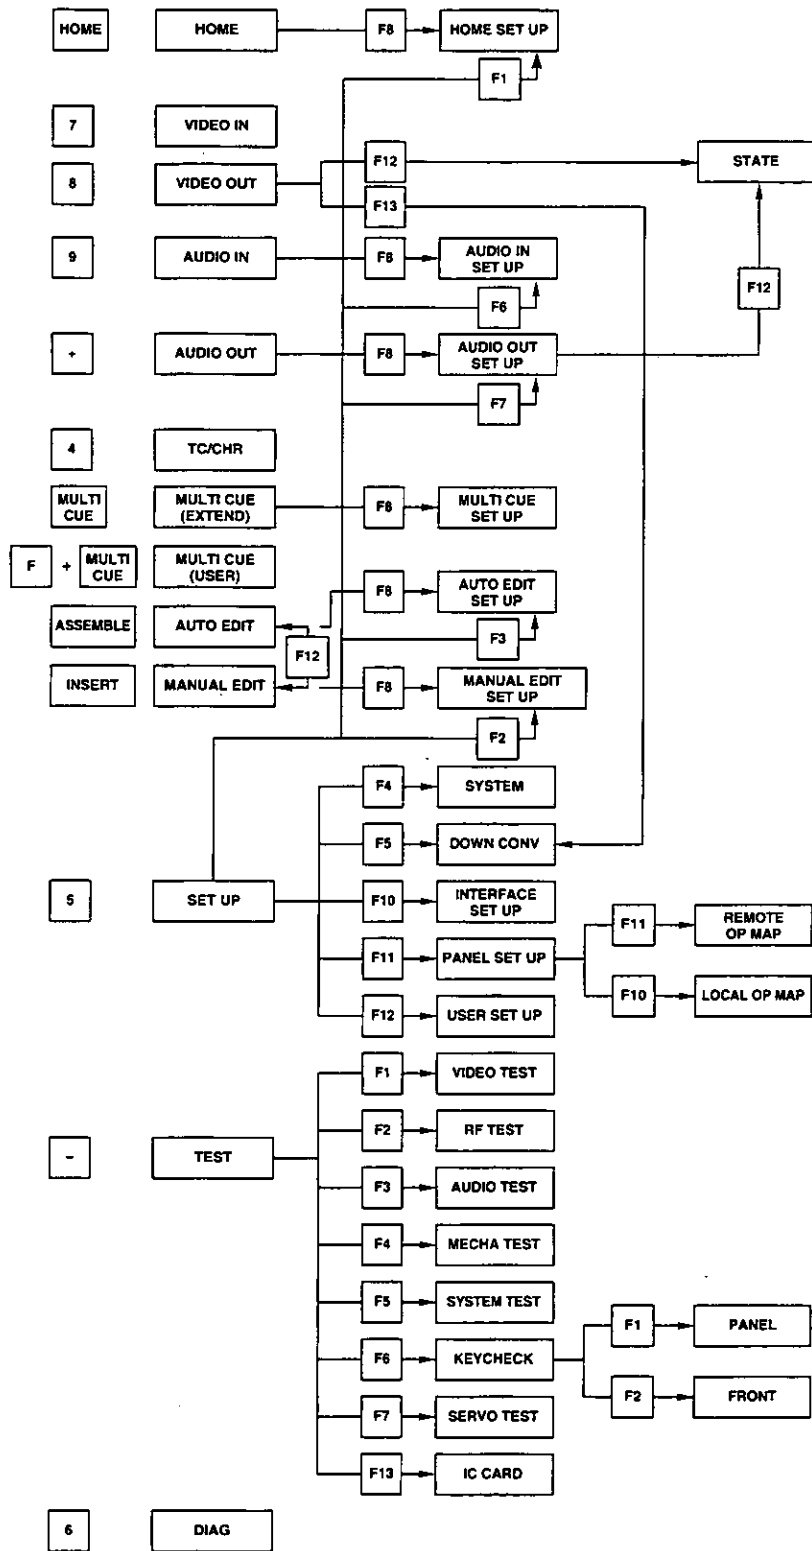 HOME HOME F8 HOME SET UP
F1
7 VIDEO IN
F12 STATE
8 VIDEO OUT
F13
9 AUDIO IN F8 AUDIO IN
SET UP
F12
F6
+ AUDIO OUT F8 AUDIO OUT
SET UP
F7
4 TC/CHR
MULTI
CUE MULTI CUE
(EXTEND) F8 MULTI CUE
SET UP
F + MULTI
CUE MULTI CUE
(USER)
F8 AUTO EDIT
SET UP
ASSEMBLE AUTO EDIT
F12 F3
INSERT MANUAL EDIT F8 MANUAL EDIT
SET UP
F2
F4 SYSTEM
F5 DOWN CONV
5 SET UP F10 INTERFACE
SET UP
F11 REMOTE
OP MAP
F11 PANEL SET UP
F10 LOCAL OP MAP
F12 USER SET UP
F1 VIDEO TEST
F2 RF TEST
- TEST
F3 AUDIO TEST
F4 MECHA TEST
F5 SYSTEM TEST
F1 PANEL
F6 KEYCHECK
F2 FRONT
F7 SERVO TEST
F13 IC CARD
6 DIAG